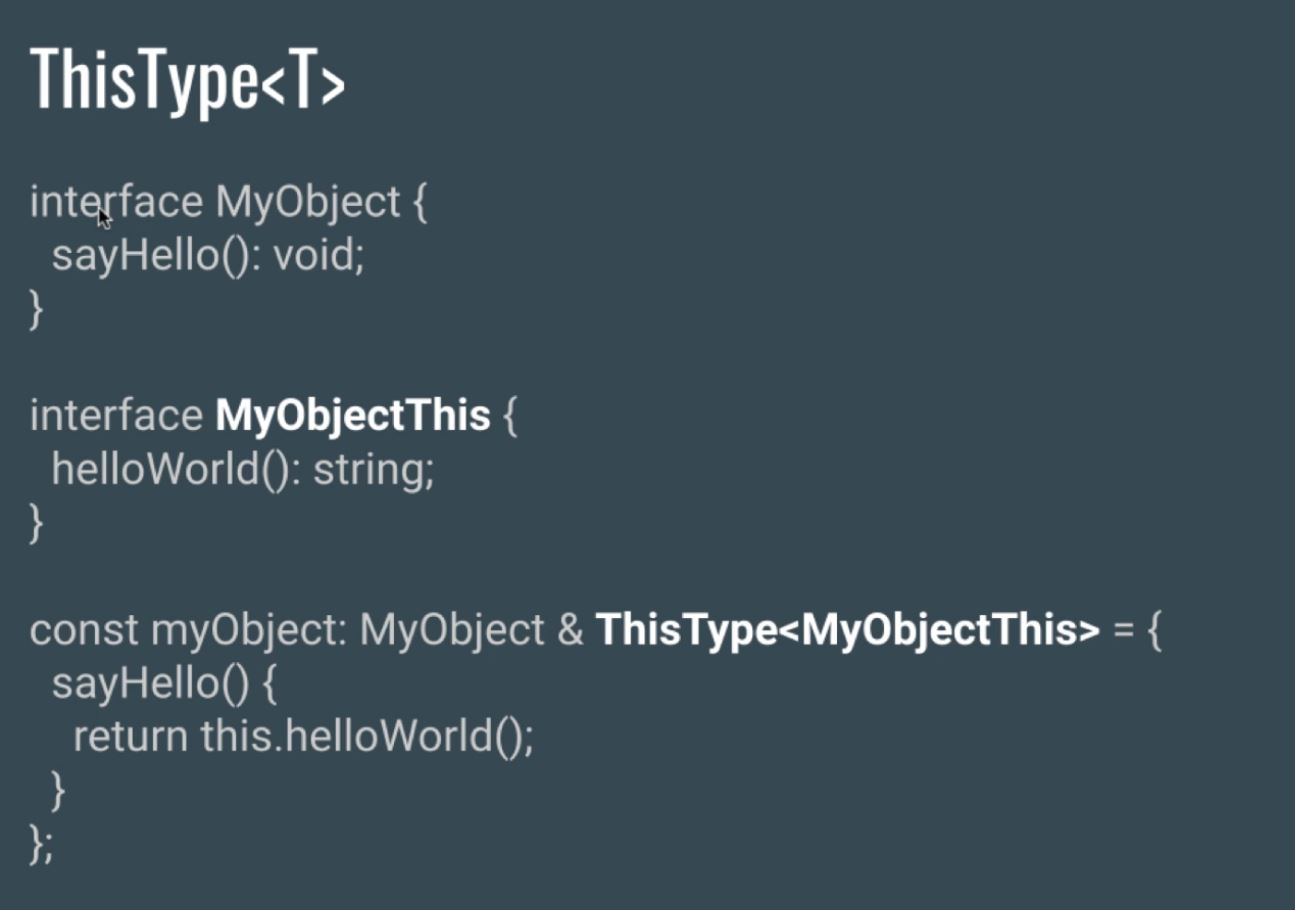 ThisType<T>
interface MyObject {
  sayHello(): void;
}
interface MyObjectThis {
  helloWorld(): string;
}
const myObject: MyObject & ThisType<MyObjectThis> = {
  sayHello() {
    return this.helloWorld();
  }
};